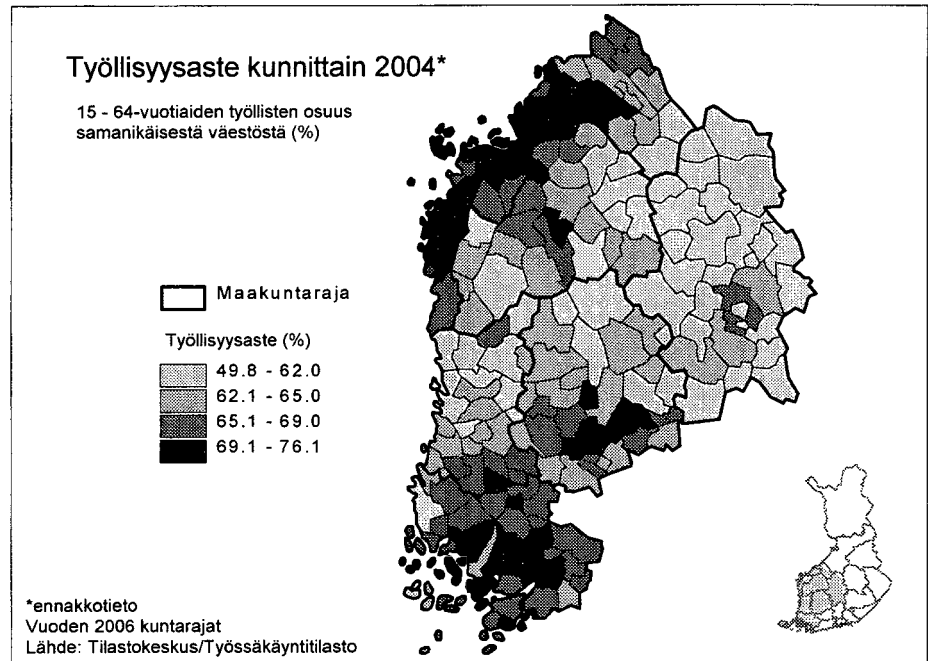 Työllisyysaste kunnittain 2004*
15 - 64-vuotiaiden työllisten osuus
samanikäisestä väestöstä (%)
Maakuntaraja
Työllisyysaste (%)
49.8 - 62.0
62.1 - 65.0
65.1 - 69.0
69.1 - 76.1
*ennakkotieto
Vuoden 2006 kuntarajat
Lähde: Tilastokeskus/Työssäkäyntitilasto